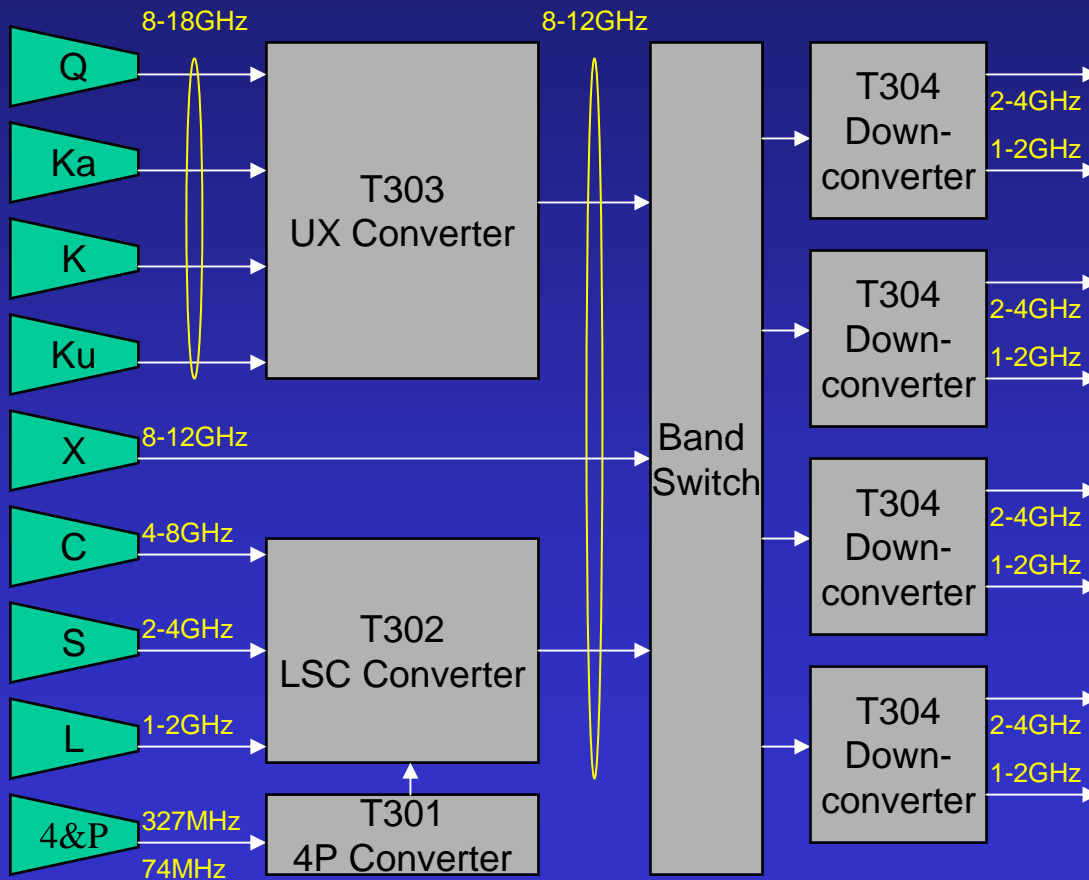 8-18GHz
8-12GHz
Q
Ka
K
Ku
X
8-12GHz
C
4-8GHz
S
2-4GHz
L
1-2GHz
4&P
327MHz
74MHz
T303
UX Converter
T302
LSC Converter
T301
4P Converter
Band
Switch
T304
Down-
converter
2-4GHz
1-2GHz
T304
Down-
converter
2-4GHz
1-2GHz
T304
Down-
converter
2-4GHz
1-2GHz
T304
Down-
converter
2-4GHz
1-2GHz